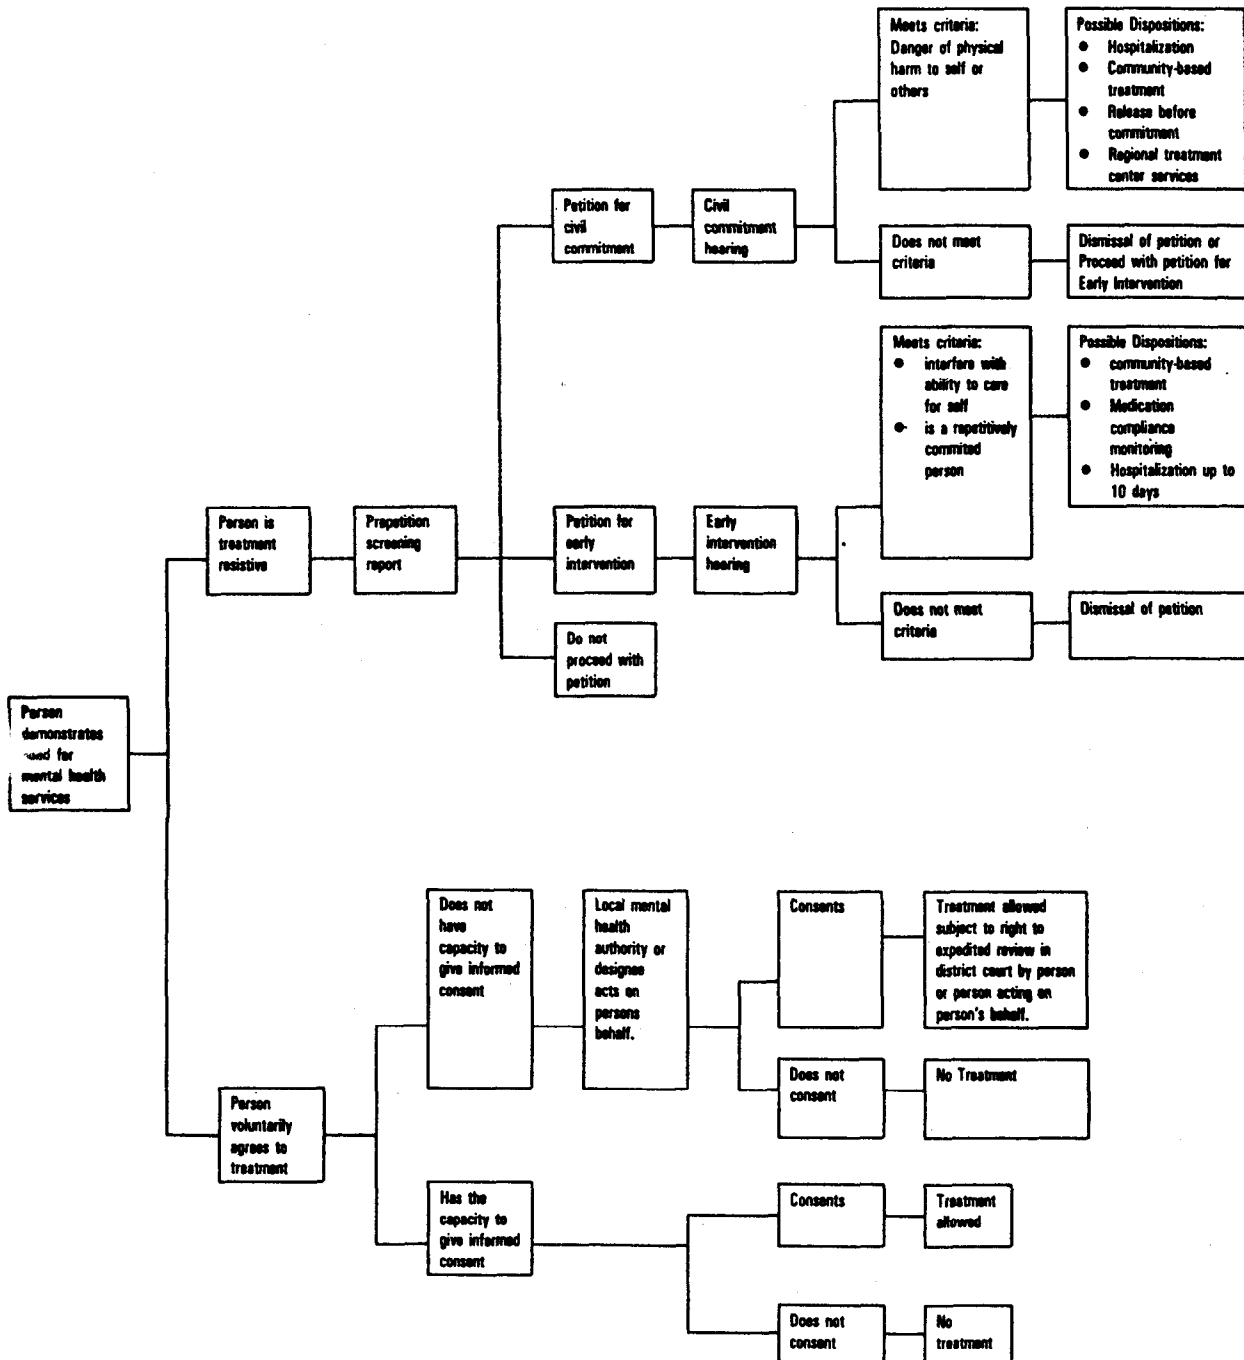 Meets criteria:
Danger of physical
harm to self or
others
Possible Dispositions:
● Hospitalization
● Community-based
treatment
● Release before
commitment
● Regional treatment
center services
Petition for
civil
commitment
Civil
commitment
hearing
Does not meet
criteria
Dismissal of petition or
Proceed with petition for
Early Intervention
Meets criteria:
● interfere with
ability to care
for self
● is a repetitively
commited
person
Possible Dispositions:
● community-based
treatment
● Medication
compliance
monitoring
● Hospitalization up to
10 days
Person is
treatment
resistive
Prepetition
screening
report
Petition for
early
intervention
Early
intervention
hearing
Does not meet
criteria
Dismissal of petition
Do not
proceed with
petition
Person
demonstrates
need for
mental health
services
Does not
have
capacity to
give informed
consent
Local mental
health
authority or
designee
acts on
persons
behalf.
Consents
Treatment allowed
subject to right to
expedited review in
district court by person
or person acting on
person's behalf.
Does not
consent
No Treatment
Person
voluntarily
agrees to
treatment
Has the
capacity to
give informed
consent
Consents
Treatment
allowed
Does not
consent
No
treatment